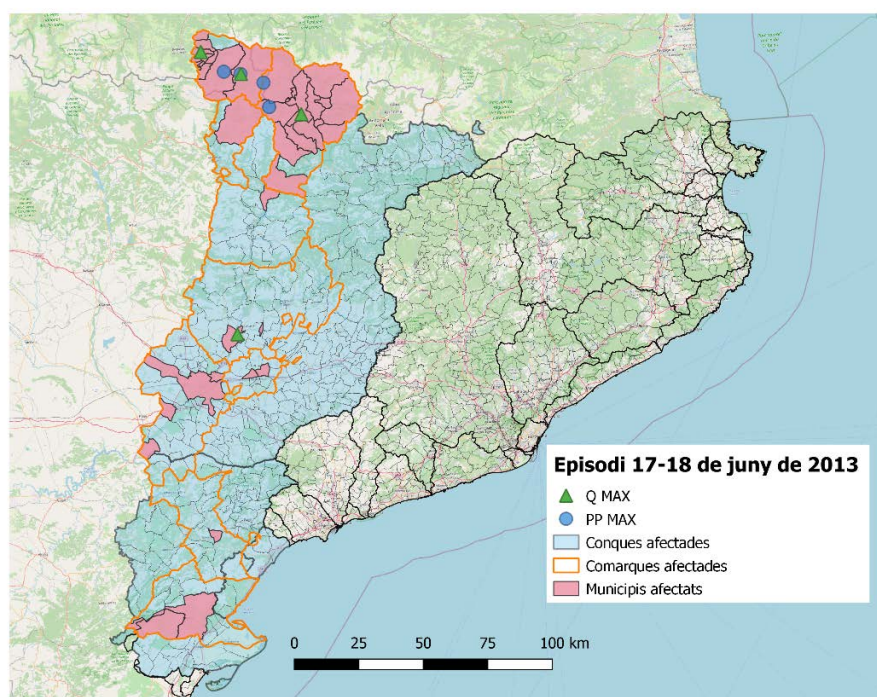 Episodi 17-18 de juny de 2013
Q MAX
PP MAX
Conques afectades
Comarques afectades
Municipis afectats
0 25 50 75 100 km